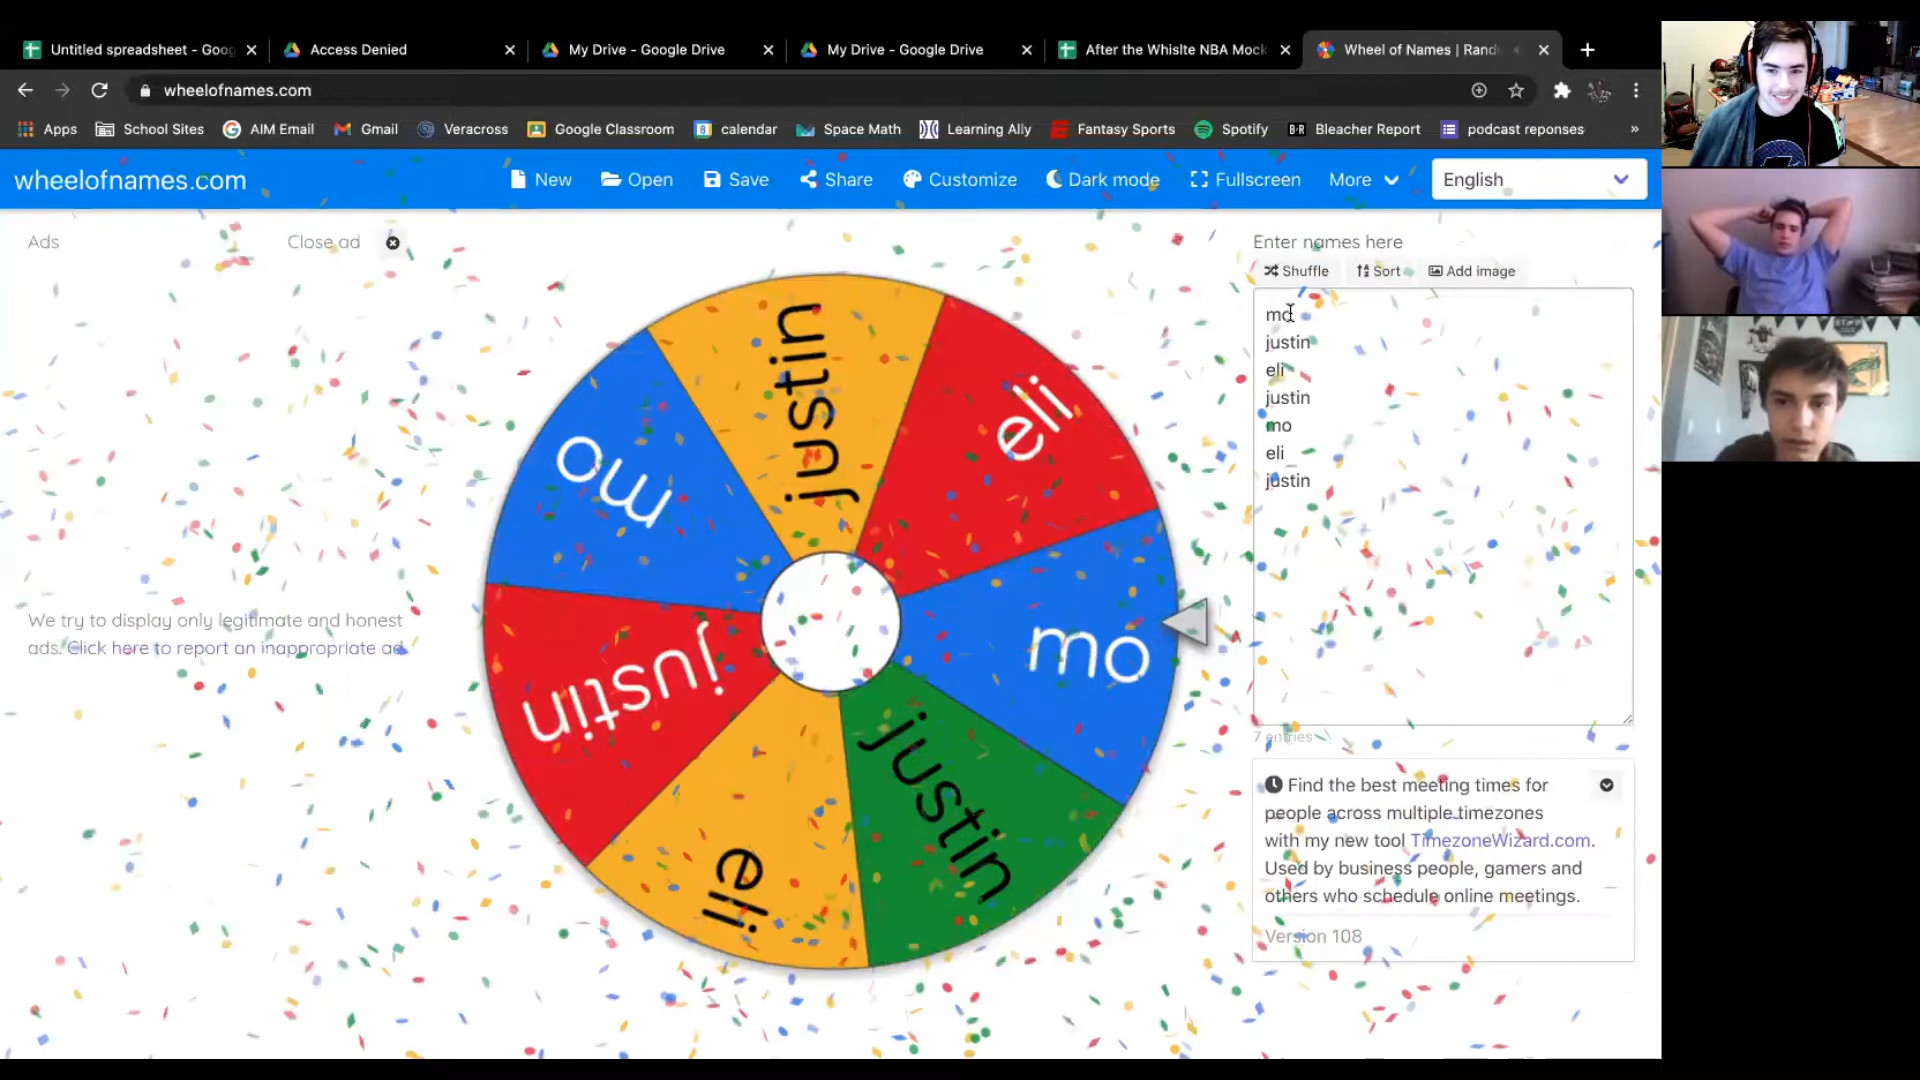 Untitled spreadsheet - Goog
Access Denied
My Drive - Google Drive
My Drive - Google Drive
After the Whislte NBA Mock
Wheel of Names | Rand
wheelofnames.com
Apps
School Sites
AIM Email
Gmail
Veracross
Google Classroom
calendar
Space Math
Learning Ally
Fantasy Sports
Spotify
B/R Bleacher Report
podcast reponses
»
wheelofnames.com
New
Open
Save
Share
Customize
Dark mode
Fullscreen
More
English
Ads
Close ad
We try to display only legitimate and honest
ads. Click here to report an inappropriate ad.
justin
eli
mo
justin
eli
justin
mo
Enter names here
Shuffle
Sort
Add image
mo
justin
eli
justin
mo
eli
justin
7 entries
Find the best meeting times for
people across multiple timezones
with my new tool TimezoneWizard.com.
Used by business people, gamers and
others who schedule online meetings.
Version 108